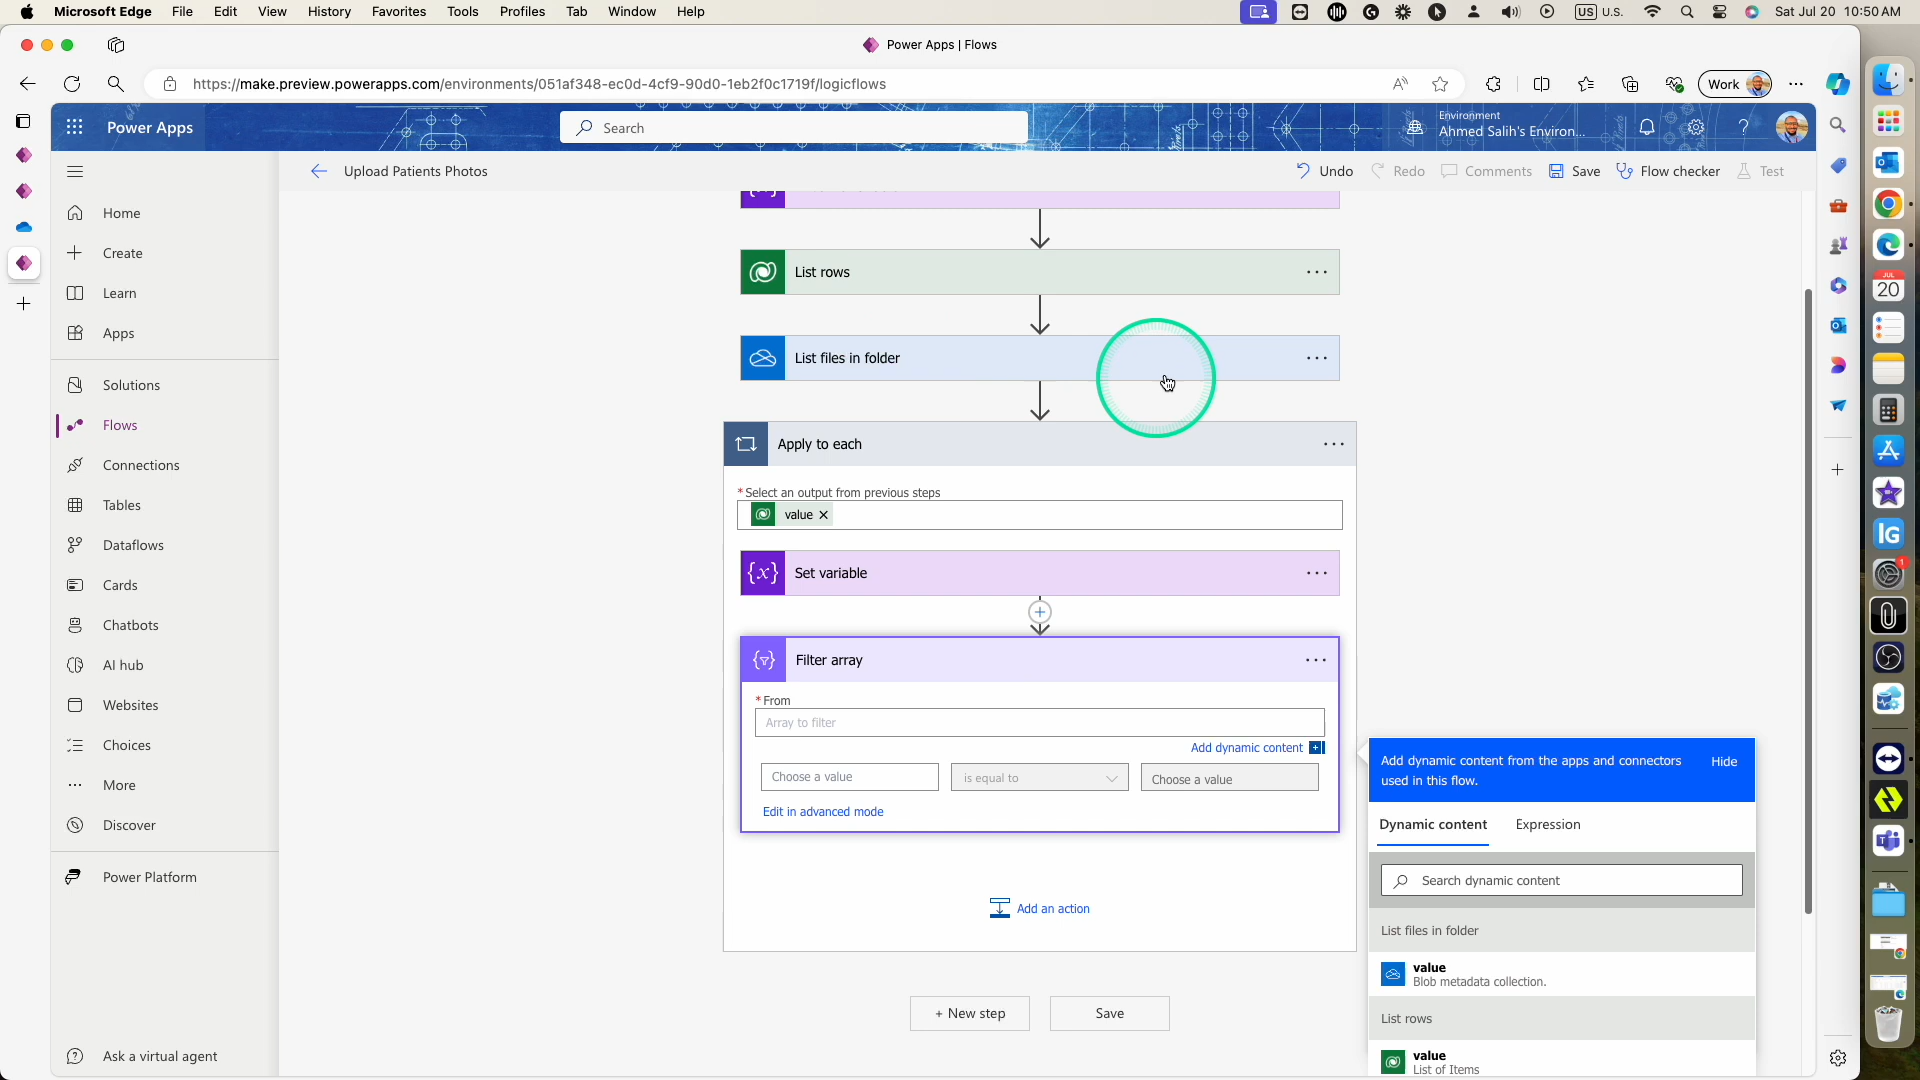 Microsoft Edge File Edit View History Favorites Tools Profiles Tab Window Help
US U.S.
Sat Jul 20 10:50 AM
Power Apps | Flows
https://make.preview.powerapps.com/environments/051af348-ec0d-4cf9-90d0-1eb2f0c1719f/logicflows
Work
Power Apps
Search
Environment
Ahmed Salih's Environ...
Upload Patients Photos
Undo Redo Comments Save Flow checker Test
Home
Create
Learn
Apps
Solutions
Flows
Connections
Tables
Dataflows
Cards
Chatbots
AI hub
Websites
Choices
More
Discover
Power Platform
Ask a virtual agent
List rows
List files in folder
Apply to each
* Select an output from previous steps
value
{x} Set variable
Filter array
* From
Array to filter
Add dynamic content
Choose a value is equal to Choose a value
Edit in advanced mode
Add an action
+ New step
Save
Add dynamic content from the apps and connectors used in this flow.
Hide
Dynamic content Expression
Search dynamic content
List files in folder
value
Blob metadata collection.
List rows
value
List of Items
JUL
20
Ig
1